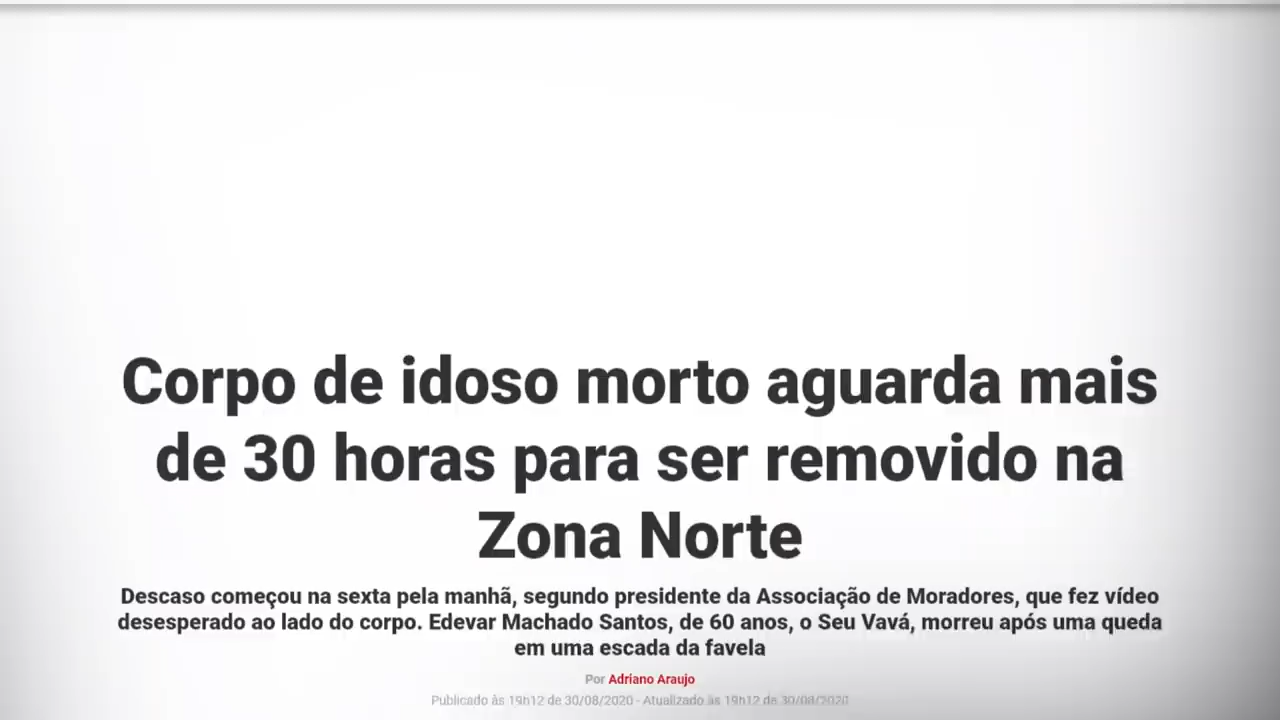 Corpo de idoso morto aguarda mais
de 30 horas para ser removido na
Zona Norte
Descaso começou na sexta pela manhã, segundo presidente da Associação de Moradores, que fez vídeo
desesperado ao lado do corpo. Edevar Machado Santos, de 60 anos, o Seu Vavá, morreu após uma queda
em uma escada da favela
Por Adriano Araujo
Publicado às 19h12 de 30/08/2020 - Atualizado às 19h12 de 30/08/2020